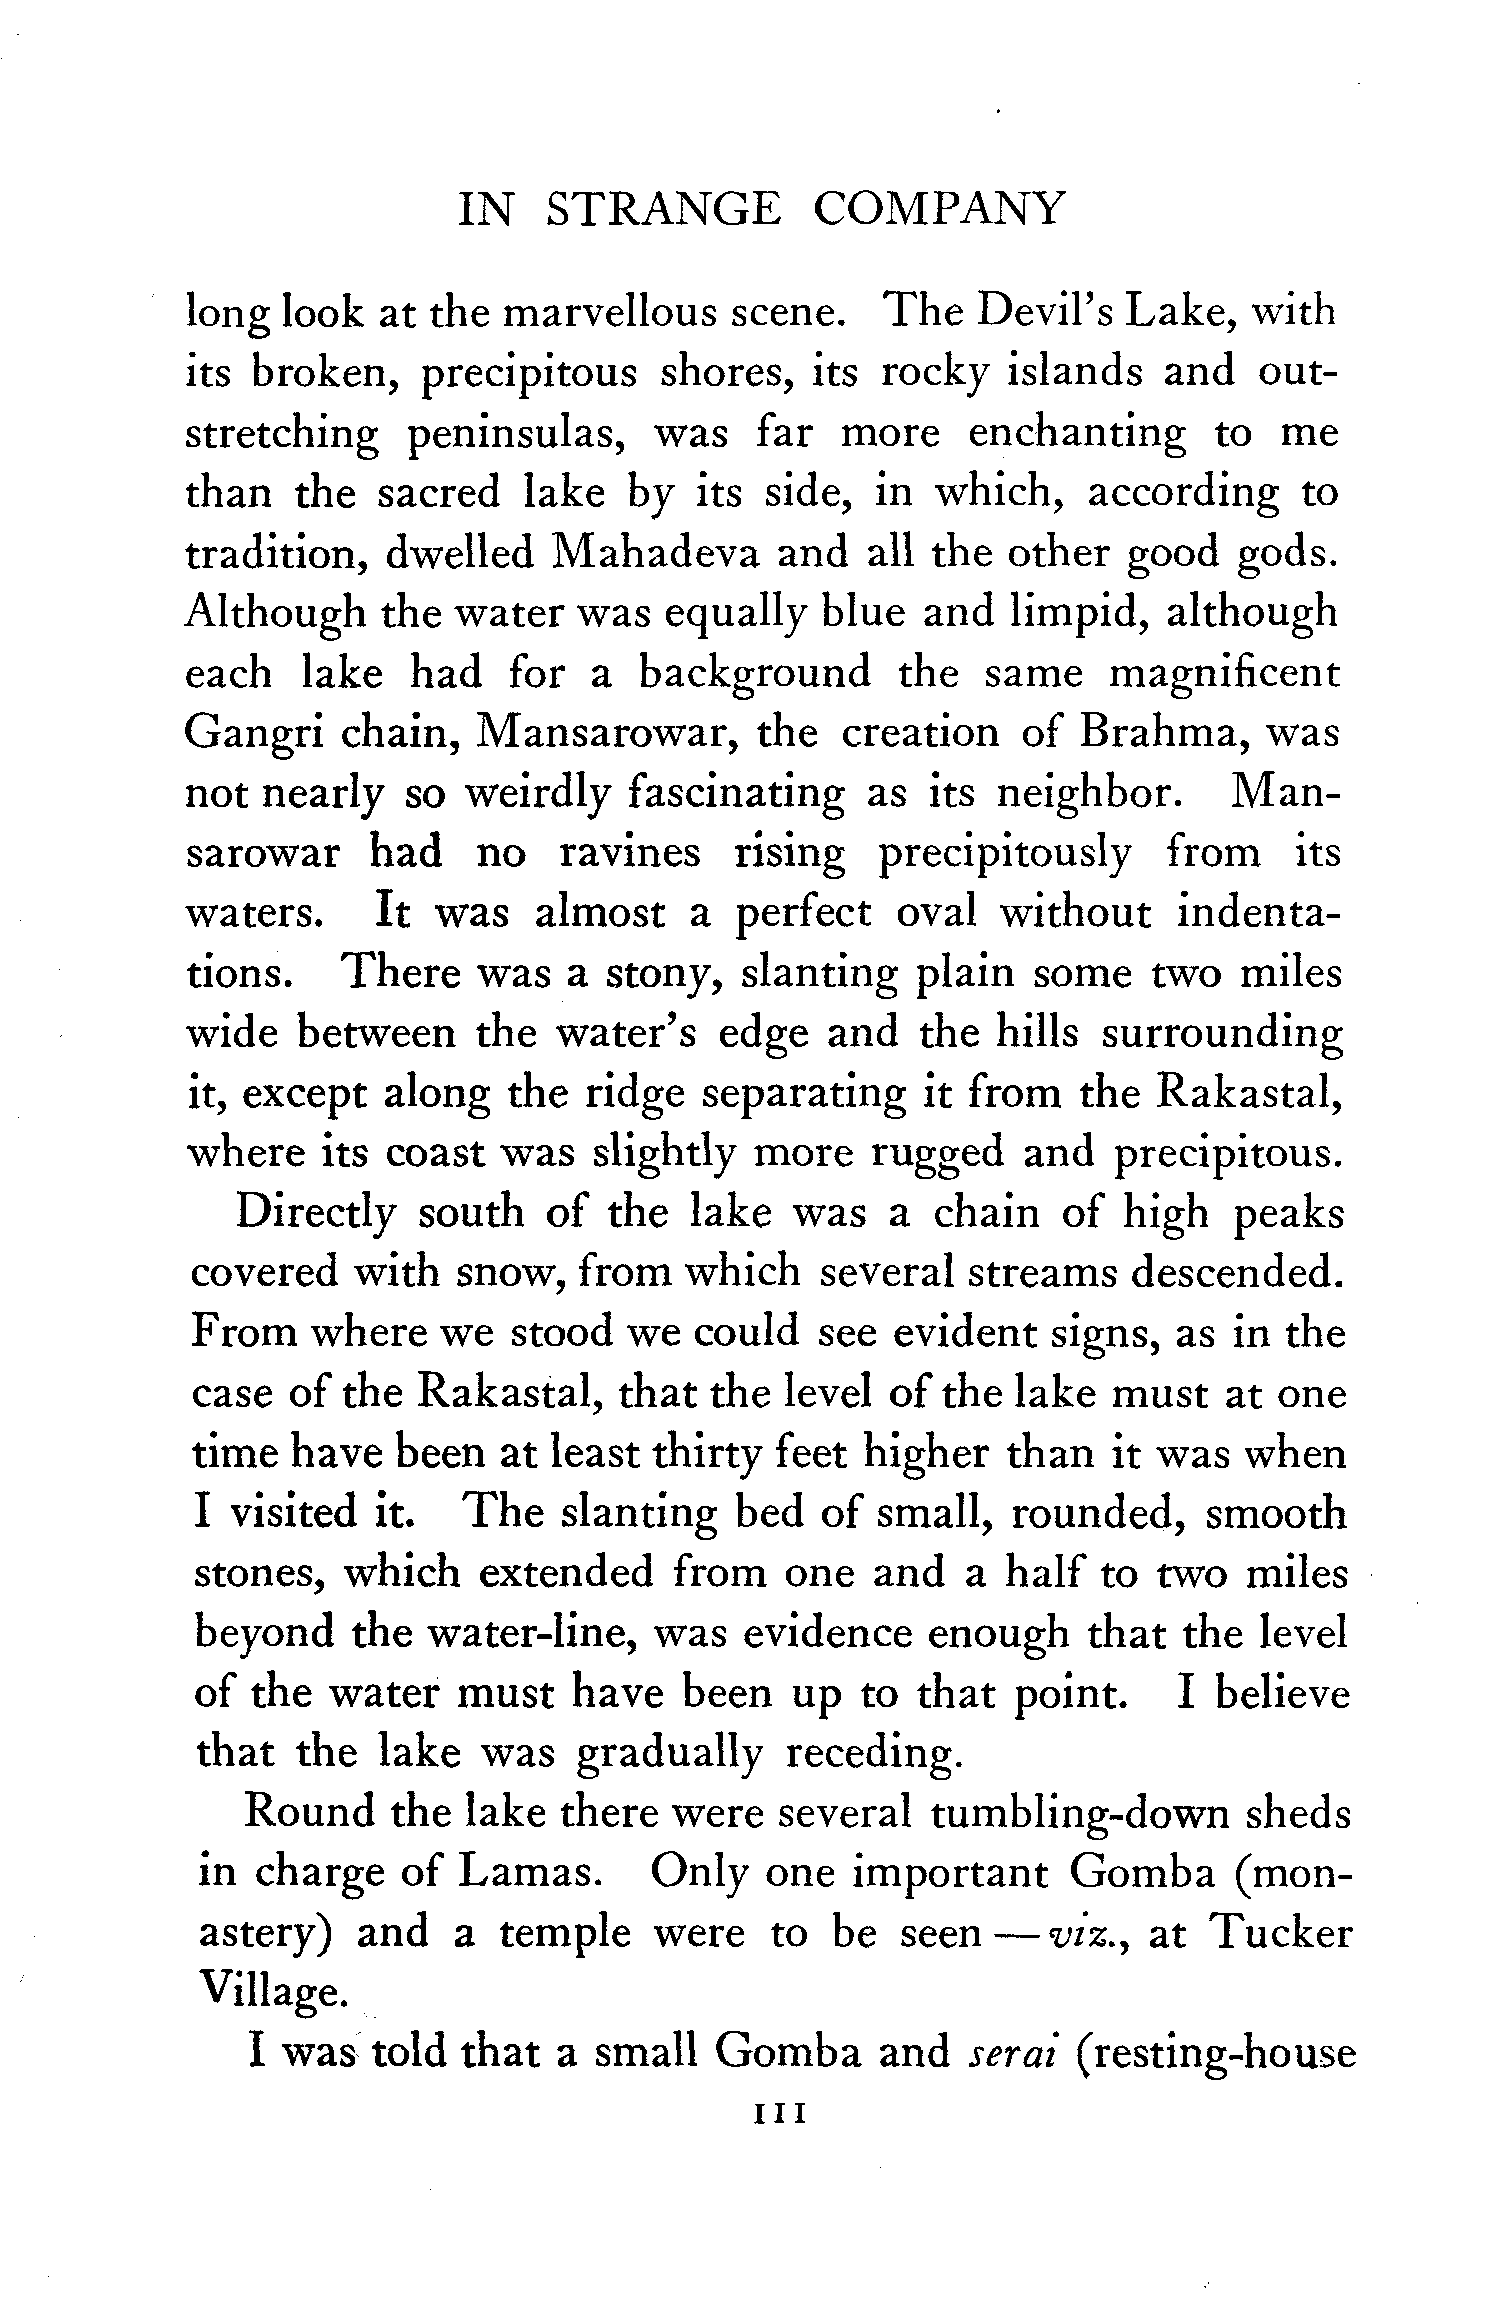 IN STRANGE COMPANY
long look at the marvellous scene. The Devil's Lake, with
its broken, precipitous shores, its rocky islands and out-
stretching peninsulas, was far more enchanting to me
than the sacred lake by its side, in which, according to
tradition, dwelled Mahadeva and all the other good gods.
Although the water was equally blue and limpid, although
each lake had for a background the same magnificent
Gangri chain, Mansarowar, the creation of Brahma, was
not nearly so weirdly fascinating as its neighbor. Man-
sarowar had no ravines rising precipitously from its
waters. It was almost a perfect oval without indenta-
tions. There was a stony, slanting plain some two miles
wide between the water's edge and the hills surrounding
it, except along the ridge separating it from the Rakastal,
where its coast was slightly more rugged and precipitous.
Directly south of the lake was a chain of high peaks
covered with snow, from which several streams descended.
From where we stood we could see evident signs, as in the
case of the Rakastal, that the level of the lake must at one
time have been at least thirty feet higher than it was when
I visited it. The slanting bed of small, rounded, smooth
stones, which extended from one and a half to two miles
beyond the water-line, was evidence enough that the level
of the water must have been up to that point. I believe
that the lake was gradually receding.
Round the lake there were several tumbling-down sheds
in charge of Lamas. Only one important Gomba (mon-
astery) and a temple were to be seen — viz., at Tucker
Village.
I was told that a small Gomba and serai (resting-house
111